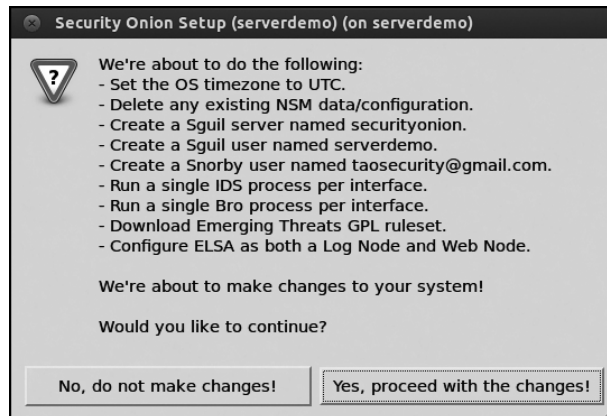 Security Onion Setup (serverdemo) (on serverdemo)
?
We're about to do the following:
- Set the OS timezone to UTC.
- Delete any existing NSM data/configuration.
- Create a Sguil server named securityonion.
- Create a Sguil user named serverdemo.
- Create a Snorby user named taosecurity@gmail.com.
- Run a single IDS process per interface.
- Run a single Bro process per interface.
- Download Emerging Threats GPL ruleset.
- Configure ELSA as both a Log Node and Web Node.
We're about to make changes to your system!
Would you like to continue?
No, do not make changes!
Yes, proceed with the changes!